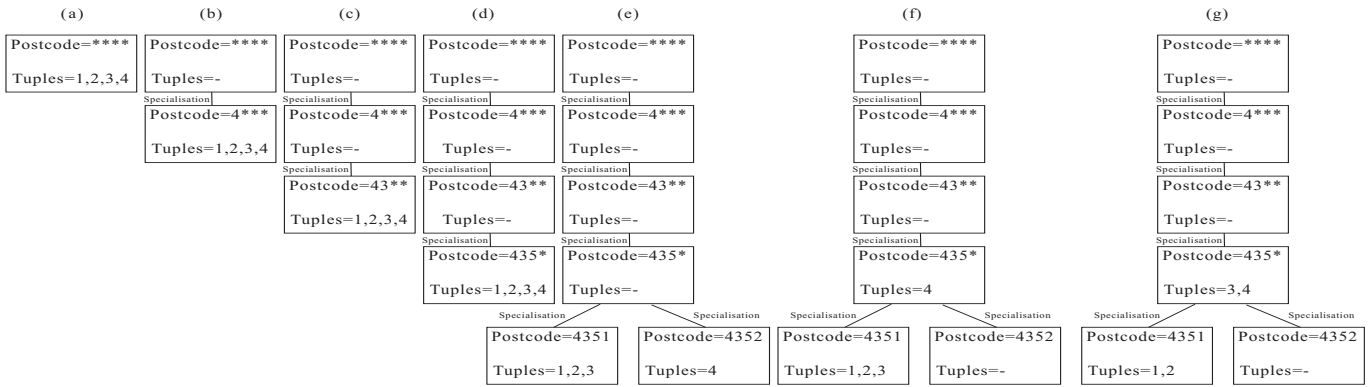 (a) (b) (c) (d) (e) (f) (g)
Postcode=**** Postcode=**** Postcode=**** Postcode=**** Postcode=**** Postcode=**** Postcode=****
Tuples=1,2,3,4 Tuples=- Tuples=- Tuples=- Tuples=- Tuples=- Tuples=-
Specialisation Specialisation Specialisation Specialisation Specialisation Specialisation
Postcode=4*** Postcode=4*** Postcode=4*** Postcode=4*** Postcode=4*** Postcode=4***
Tuples=1,2,3,4 Tuples=- Tuples=- Tuples=- Tuples=- Tuples=-
Specialisation Specialisation Specialisation Specialisation Specialisation
Postcode=43** Postcode=43** Postcode=43** Postcode=43** Postcode=43**
Tuples=1,2,3,4 Tuples=- Tuples=- Tuples=- Tuples=-
Specialisation Specialisation Specialisation Specialisation
Postcode=435* Postcode=435* Postcode=435* Postcode=435*
Tuples=1,2,3,4 Tuples=- Tuples=4 Tuples=3,4
Specialisation Specialisation Specialisation Specialisation Specialisation Specialisation
Postcode=4351 Postcode=4352 Postcode=4351 Postcode=4352 Postcode=4351 Postcode=4352
Tuples=1,2,3 Tuples=4 Tuples=1,2,3 Tuples=- Tuples=1,2 Tuples=-